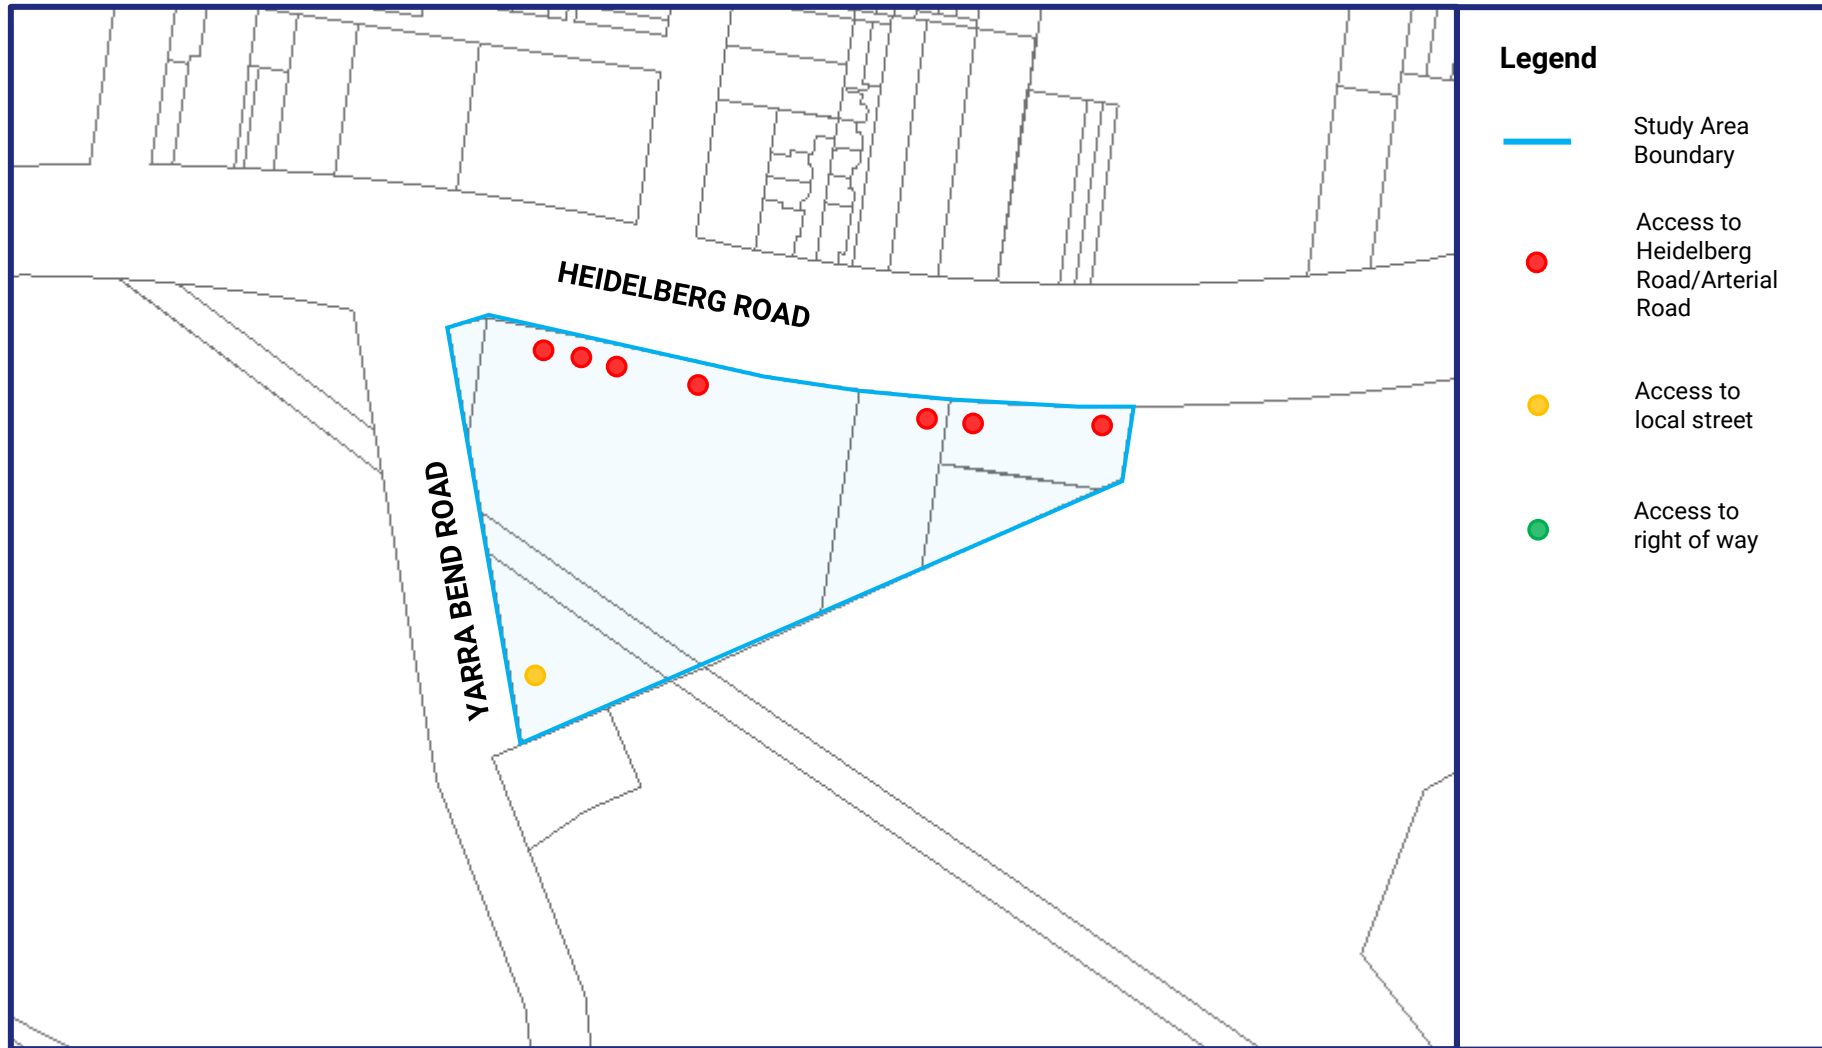 HEIDELBERG ROAD
YARRA BEND ROAD
Legend
Study Area
Boundary
Access to
Heidelberg
Road/Arterial
Road
Access to
local street
Access to
right of way